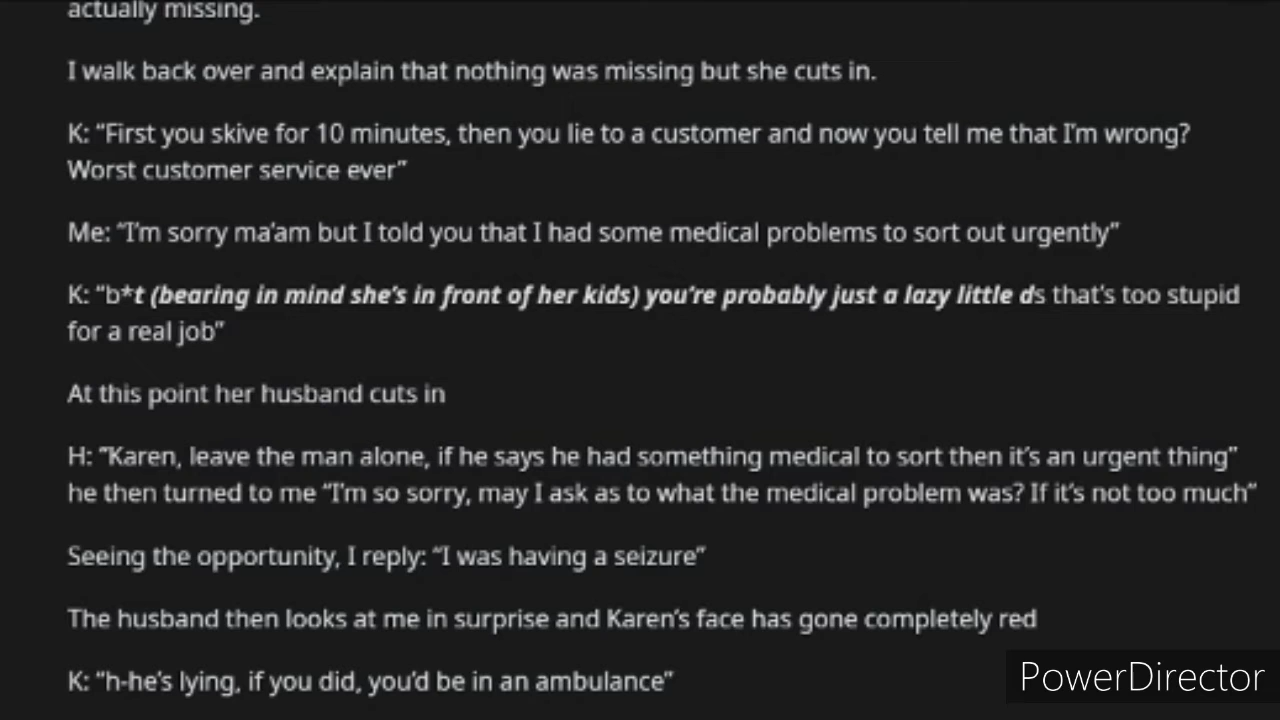 actually missing.
I walk back over and explain that nothing was missing but she cuts in.
K: “First you skive for 10 minutes, then you lie to a customer and now you tell me that I’m wrong?
Worst customer service ever”
Me: “I’m sorry ma’am but I told you that I had some medical problems to sort out urgently”
K: “b*t (bearing in mind she’s in front of her kids) you’re probably just a lazy little ds that’s too stupid
for a real job”
At this point her husband cuts in
H: “Karen, leave the man alone, if he says he had something medical to sort then it’s an urgent thing”
he then turned to me “I’m so sorry, may I ask as to what the medical problem was? If it’s not too much”
Seeing the opportunity, I reply: “I was having a seizure”
The husband then looks at me in surprise and Karen’s face has gone completely red
K: “h-he’s lying, if you did, you’d be in an ambulance”
PowerDirector